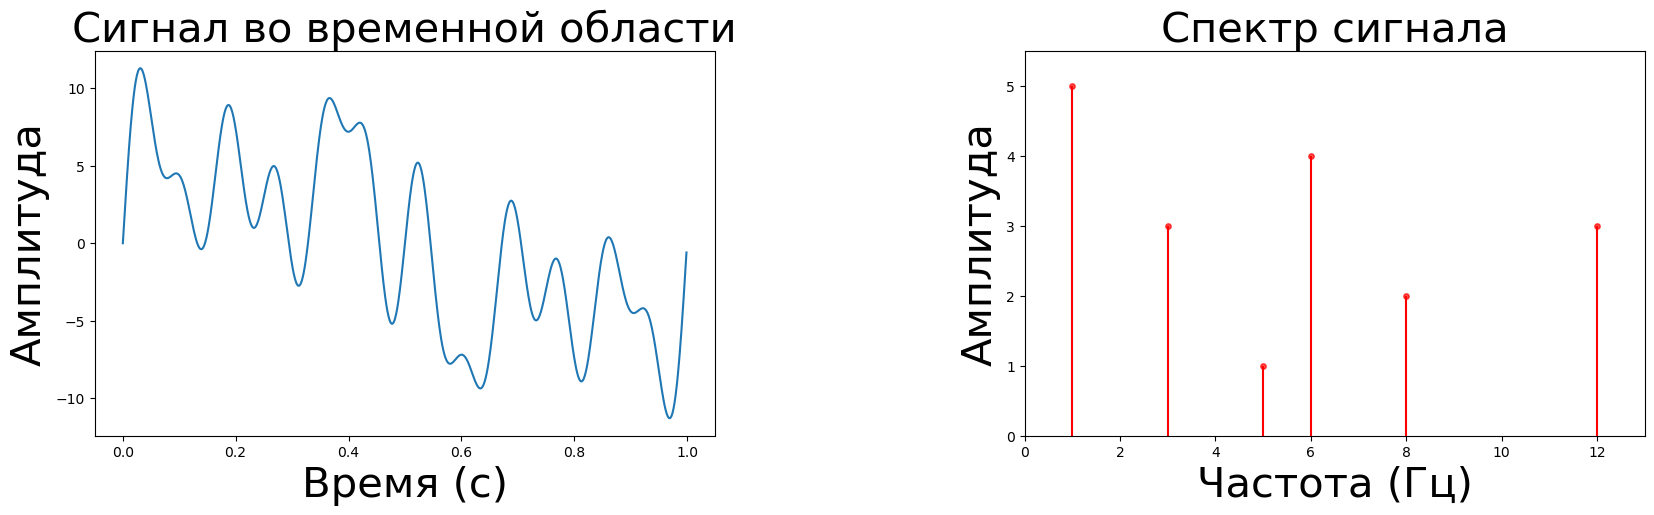 Сигнал во временной области
Амплитуда
10
5
0
−5
−10
0.0 0.2 0.4 0.6 0.8 1.0
Время (с)
Спектр сигнала
Амплитуда
5
4
3
2
1
0
0 2 4 6 8 10 12
Частота (Гц)